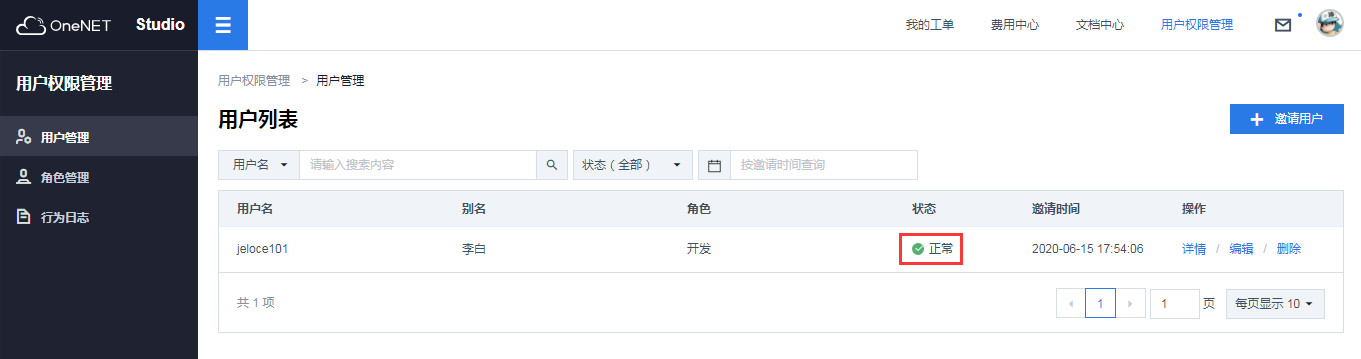 OneNET Studio 我的工单 费用中心 文档中心 用户权限管理
用户权限管理
用户管理
角色管理
行为日志
用户权限管理 > 用户管理
用户列表
邀请用户
用户名 请输入搜索内容 状态（全部） 按邀请时间查询
用户名 别名 角色 状态 邀请时间 操作
jeloce101 李白 开发 正常 2020-06-15 17:54:06 详情 / 编辑 / 删除
共 1 项 1 1 页 每页显示 10